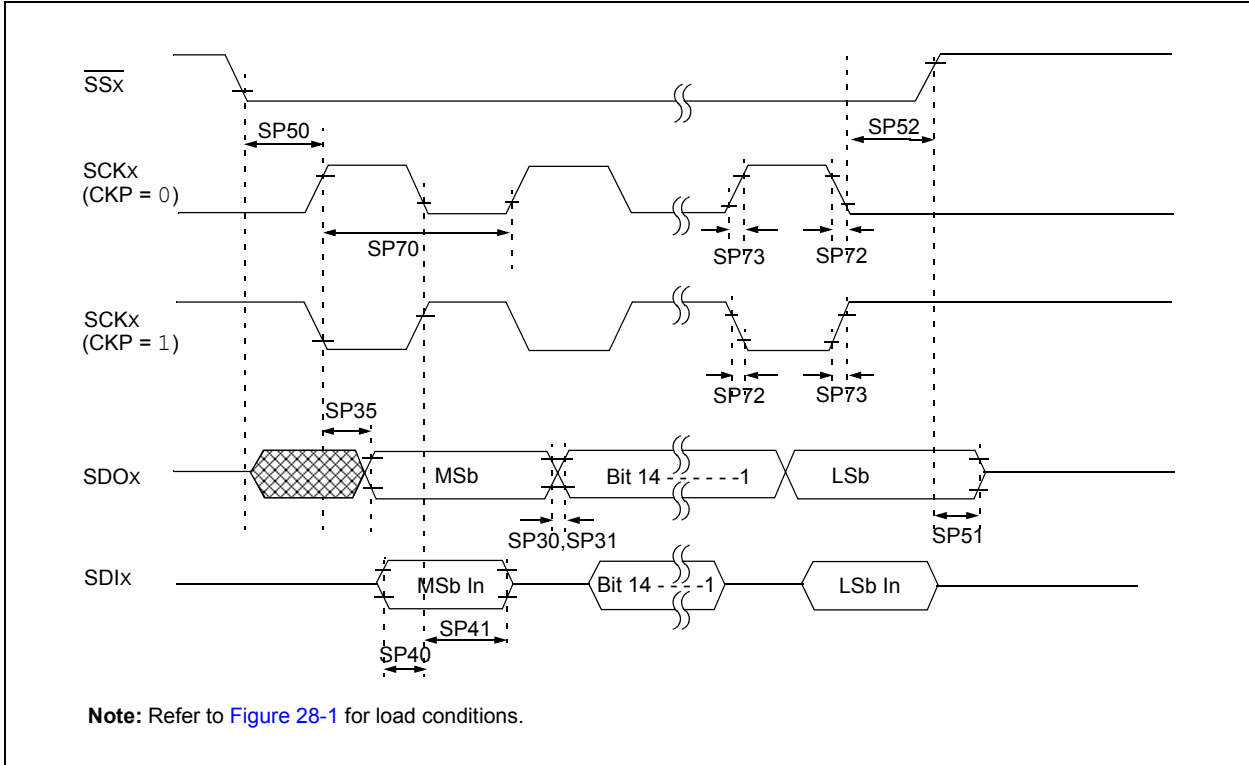 SSx
SP50
SP52
SCKx
(CKP = 0)
SP70
SP73
SP72
SCKx
(CKP = 1)
SP72
SP73
SP35
SDOx
MSb
Bit 14 - - - - - -1
LSb
SP30,SP31
SP51
SDIx
MSb In
Bit 14 - - - -1
LSb In
SP41
SP40
Note: Refer to Figure 28-1 for load conditions.